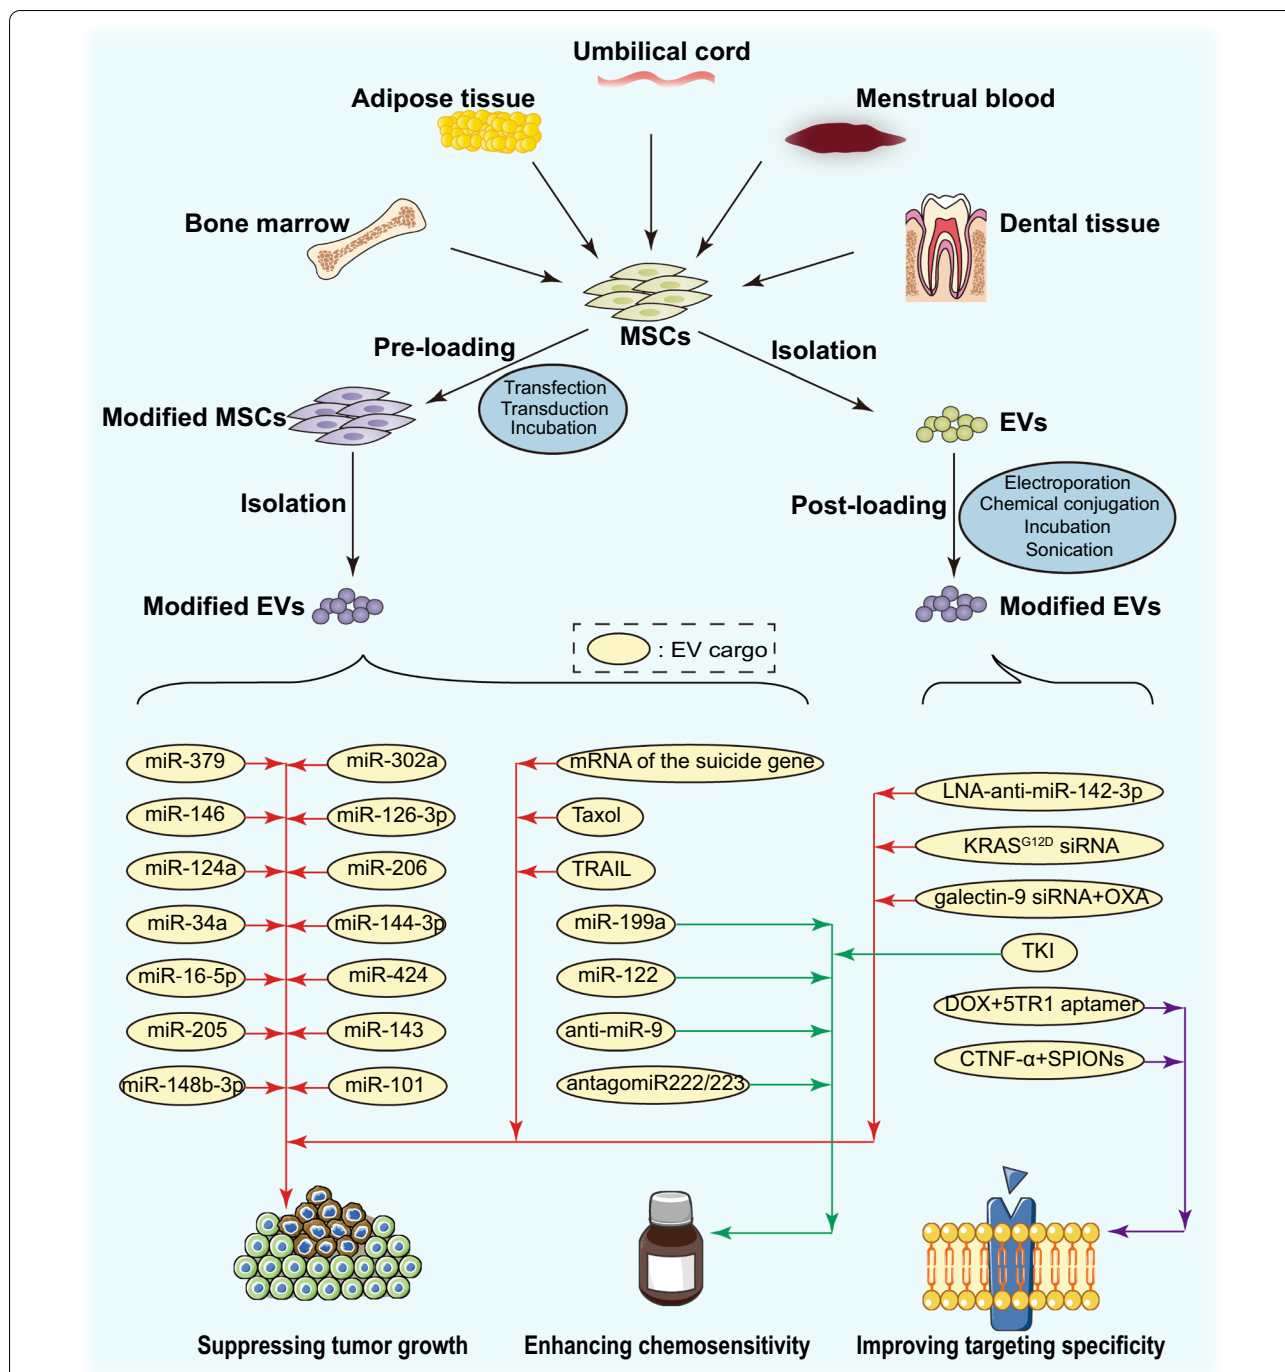 Umbilical cord
Adipose tissue
Menstrual blood
Bone marrow
Dental tissue
MSCs
Pre-loading
Isolation
Transfection
Transduction
Incubation
Modified MSCs
EVs
Isolation
Post-loading
Electroporation
Chemical conjugation
Incubation
Sonication
Modified EVs
Modified EVs
: EV cargo
miR-379
miR-302a
miR-146
miR-126-3p
miR-124a
miR-206
miR-34a
miR-144-3p
miR-16-5p
miR-424
miR-205
miR-143
miR-148b-3p
miR-101
mRNA of the suicide gene
Taxol
TRAIL
miR-199a
miR-122
anti-miR-9
antagomiR222/223
LNA-anti-miR-142-3p
KRAS^G12D siRNA
galectin-9 siRNA+OXA
TKI
DOX+5TR1 aptamer
CTNF-α+SPIONs
Suppressing tumor growth
Enhancing chemosensitivity
Improving targeting specificity